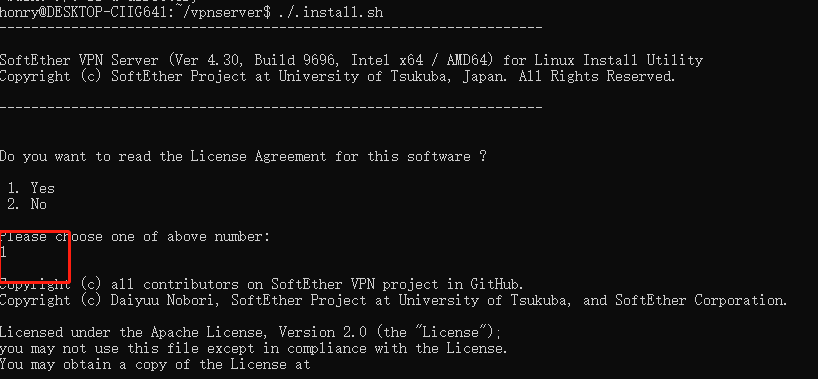 honry@DESKTOP-CIIG641:~/vpnserver$ ./.install.sh
--------------------------------------------------------------------
SoftEther VPN Server (Ver 4.30, Build 9696, Intel x64 / AMD64) for Linux Install Utility
Copyright (c) SoftEther Project at University of Tsukuba, Japan. All Rights Reserved.
--------------------------------------------------------------------
Do you want to read the License Agreement for this software ?
1. Yes
2. No
Please choose one of above number:
1
Copyright (c) all contributors on SoftEther VPN project in GitHub.
Copyright (c) Daiyuu Nobori, SoftEther Project at University of Tsukuba, and SoftEther Corporation.
Licensed under the Apache License, Version 2.0 (the "License");
you may not use this file except in compliance with the License.
You may obtain a copy of the License at